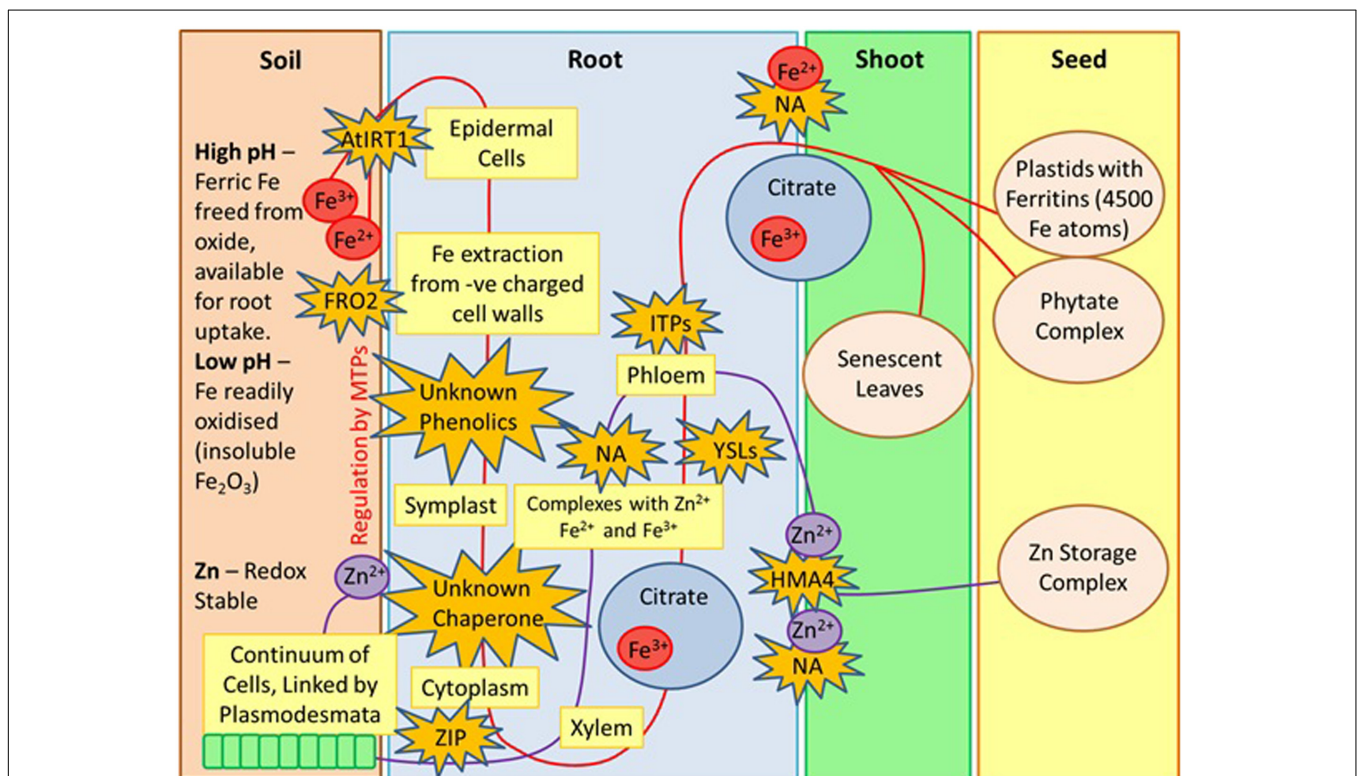 Soil
High pH –
Ferric Fe
freed from
oxide,
available
for root
uptake.
Low pH –
Fe readily
oxidised
(insoluble
Fe₂O₃)
Zn – Redox
Stable
Continuum of
Cells, Linked by
Plasmodesmata
Regulation by MTPs
AtIRT1
Fe³⁺
Fe²⁺
FRO2
Zn²⁺
Root
Epidermal
Cells
Fe extraction
from -ve charged
cell walls
Unknown
Phenolics
Symplast
Unknown
Chaperone
Cytoplasm
ZIP
Xylem
ITPs
Phloem
NA
YSLs
Complexes with Zn²⁺
Fe²⁺ and Fe³⁺
Citrate
Fe³⁺
Fe²⁺
NA
Citrate
Fe³⁺
Shoot
Senescent
Leaves
Zn²⁺
HMA4
Zn²⁺
NA
Seed
Plastids with
Ferritins (4500
Fe atoms)
Phytate
Complex
Zn Storage
Complex